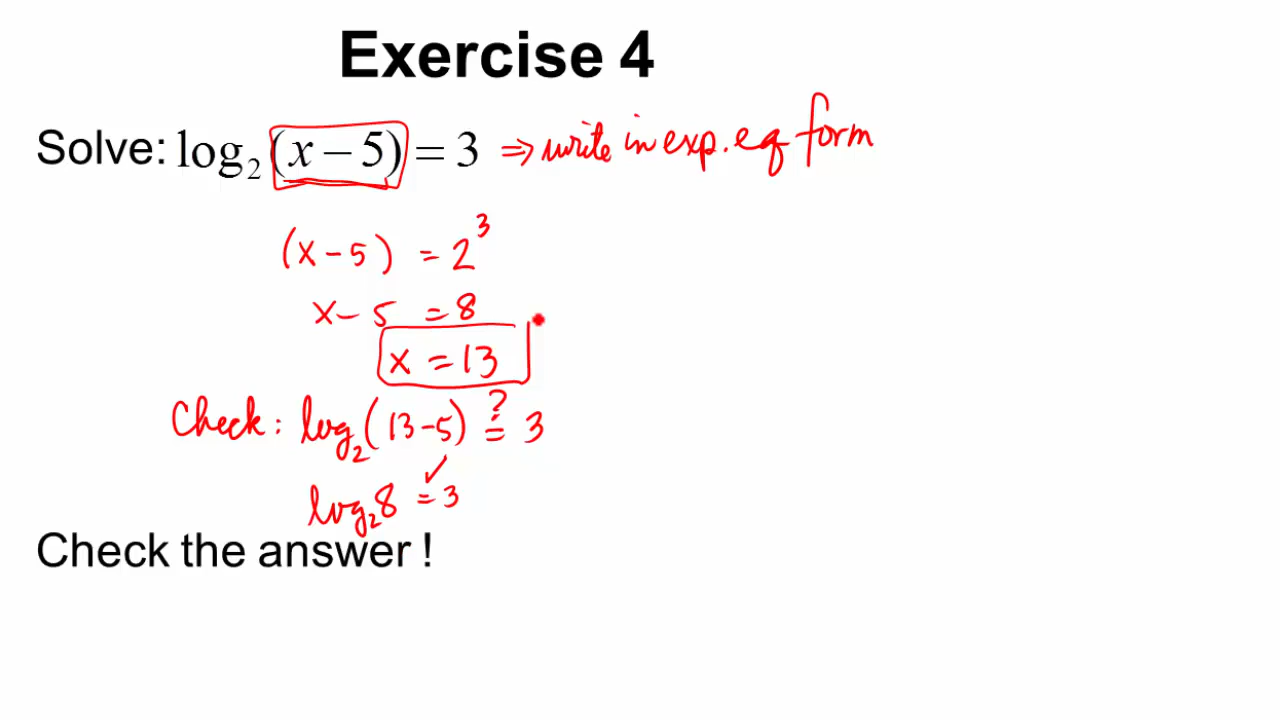 Exercise 4
Solve: log₂ (x − 5) = 3 ⇒ write in exp. eq form
(x − 5) = 2³
x − 5 = 8
x = 13
Check: log₂(13 − 5) ≟ 3
log₂8 = 3 ✓
Check the answer !